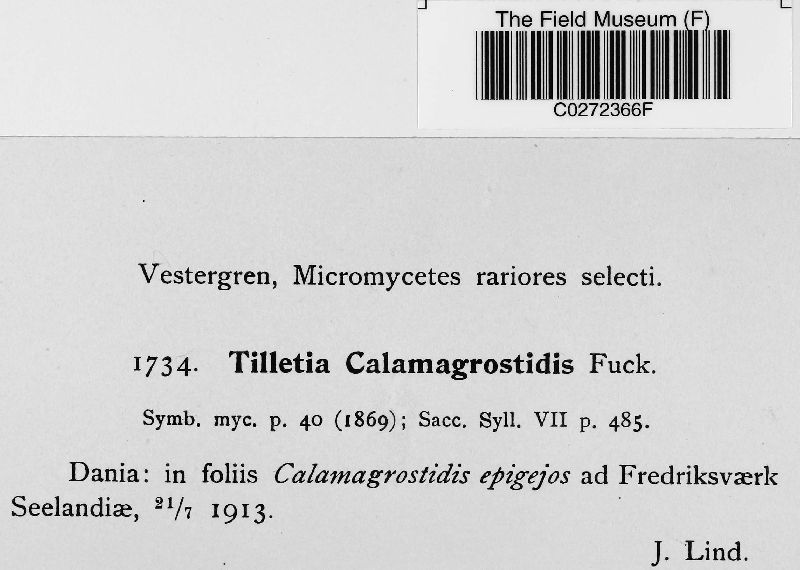 The Field Museum (F)
C0272366F
Vestergren, Micromycetes rariores selecti.
1734. Tilletia Calamagrostidis Fuck.
Symb. myc. p. 40 (1869); Sacc. Syll. VII p. 485.
Dania: in foliis Calamagrostidis epigejos ad Fredriksværk
Seelandiæ, ²¹/₇ 1913.
J. Lind.